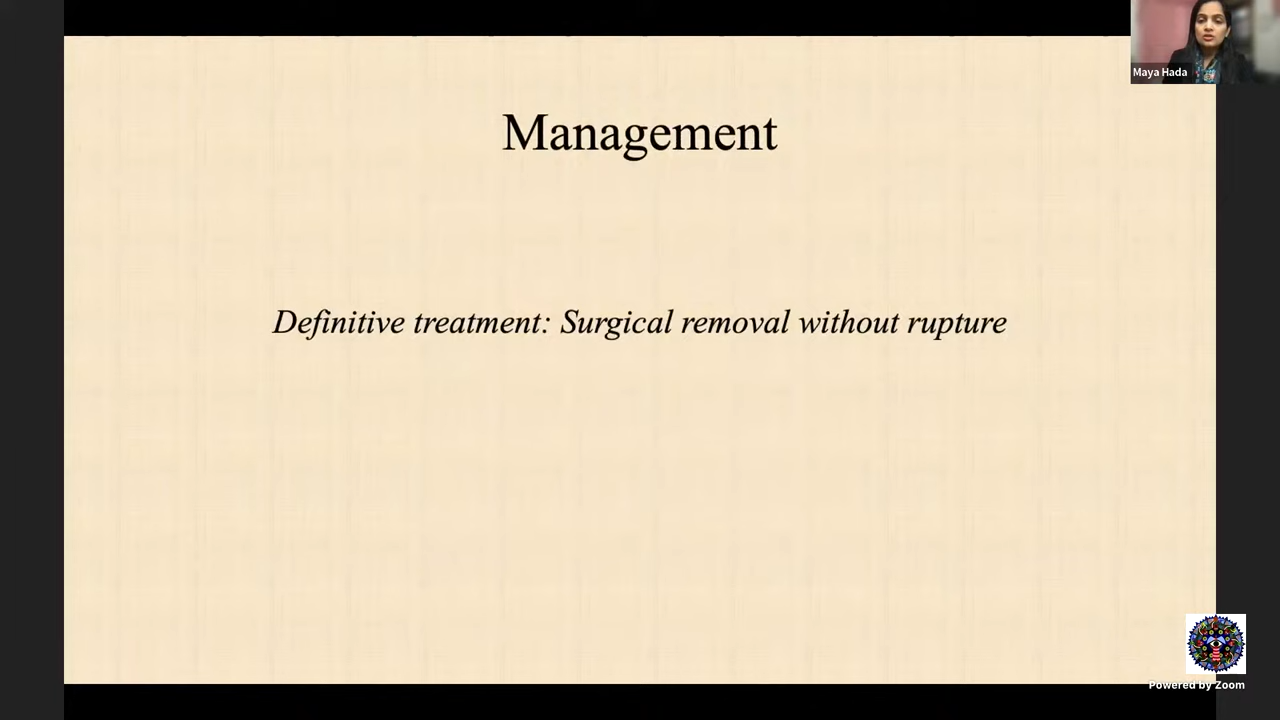 Maya Hada
Management
Definitive treatment: Surgical removal without rupture
Powered by Zoom